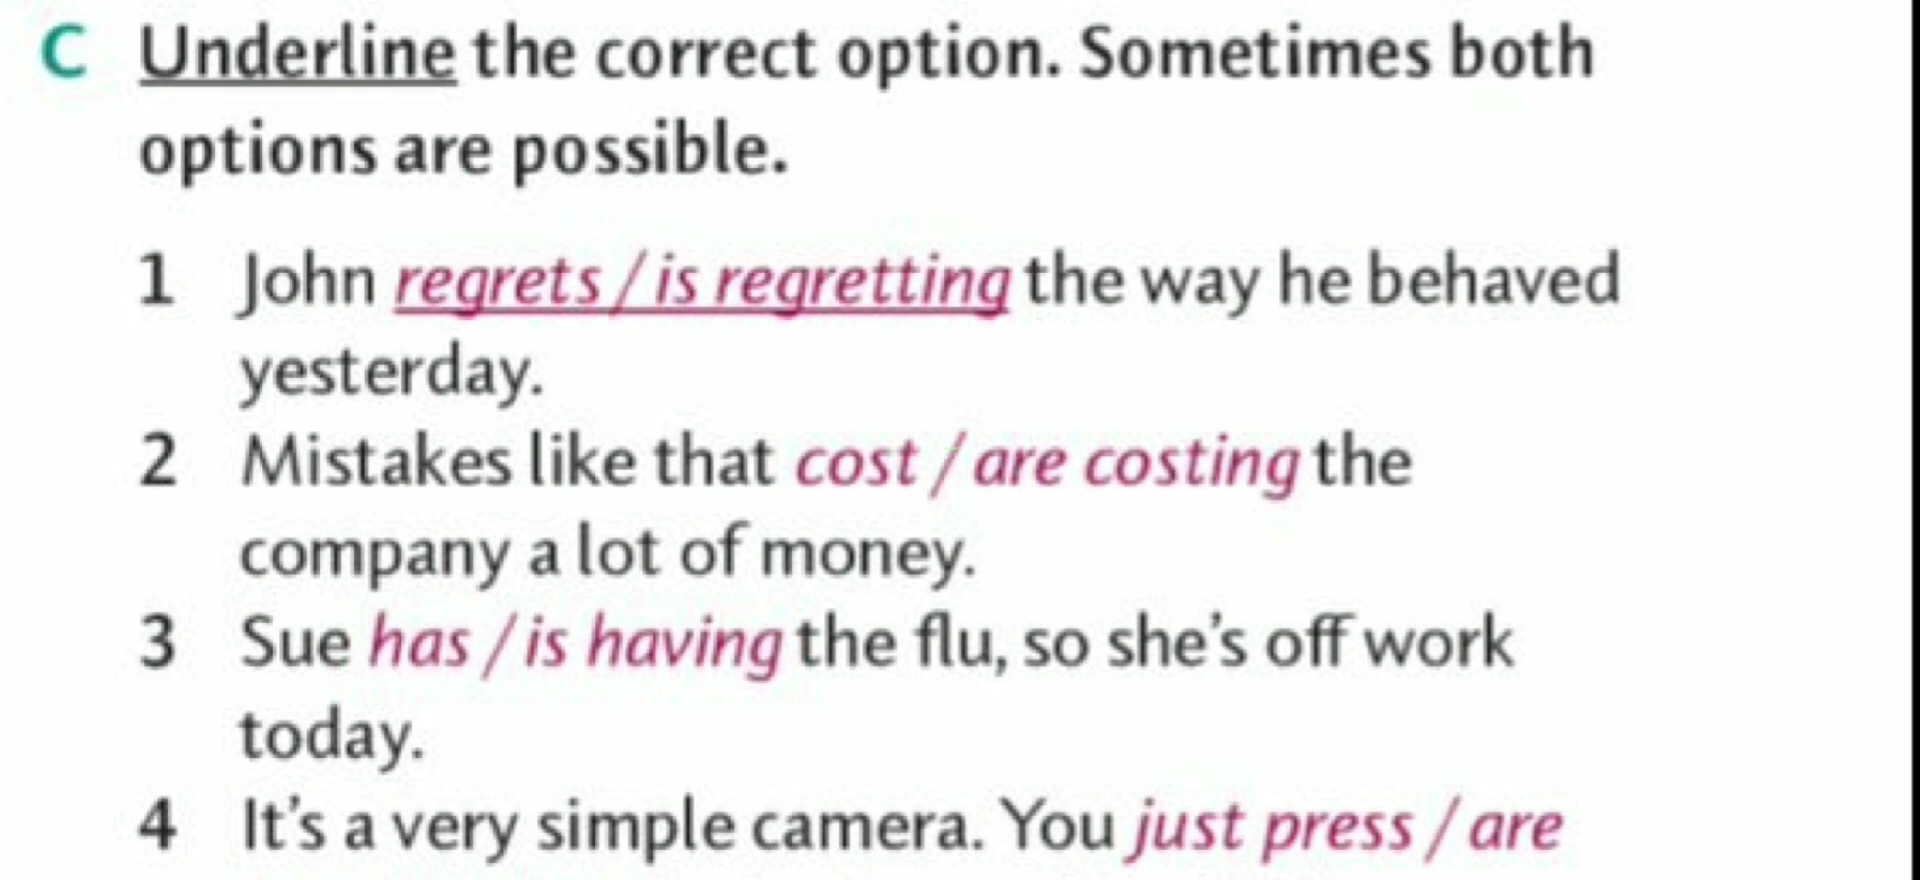 C Underline the correct option. Sometimes both
options are possible.
1 John regrets / is regretting the way he behaved
yesterday.
2 Mistakes like that cost / are costing the
company a lot of money.
3 Sue has / is having the flu, so she's off work
today.
4 It's a very simple camera. You just press / are